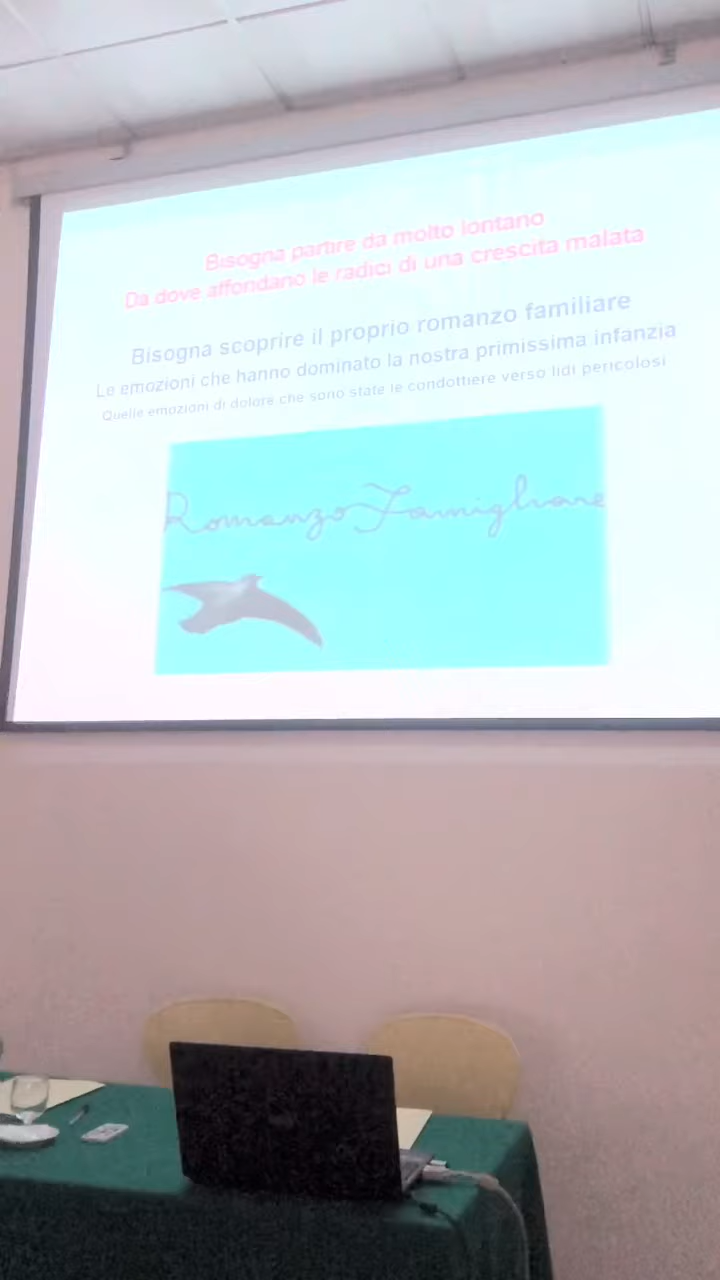 Bisogna partire da molto lontano
Da dove affondano le radici di una crescita malata
Bisogna scoprire il proprio romanzo familiare
Le emozioni che hanno dominato la nostra primissima infanzia
Quelle emozioni di dolore che sono state le condottiere verso lidi pericolosi
Romanzo Famigliare